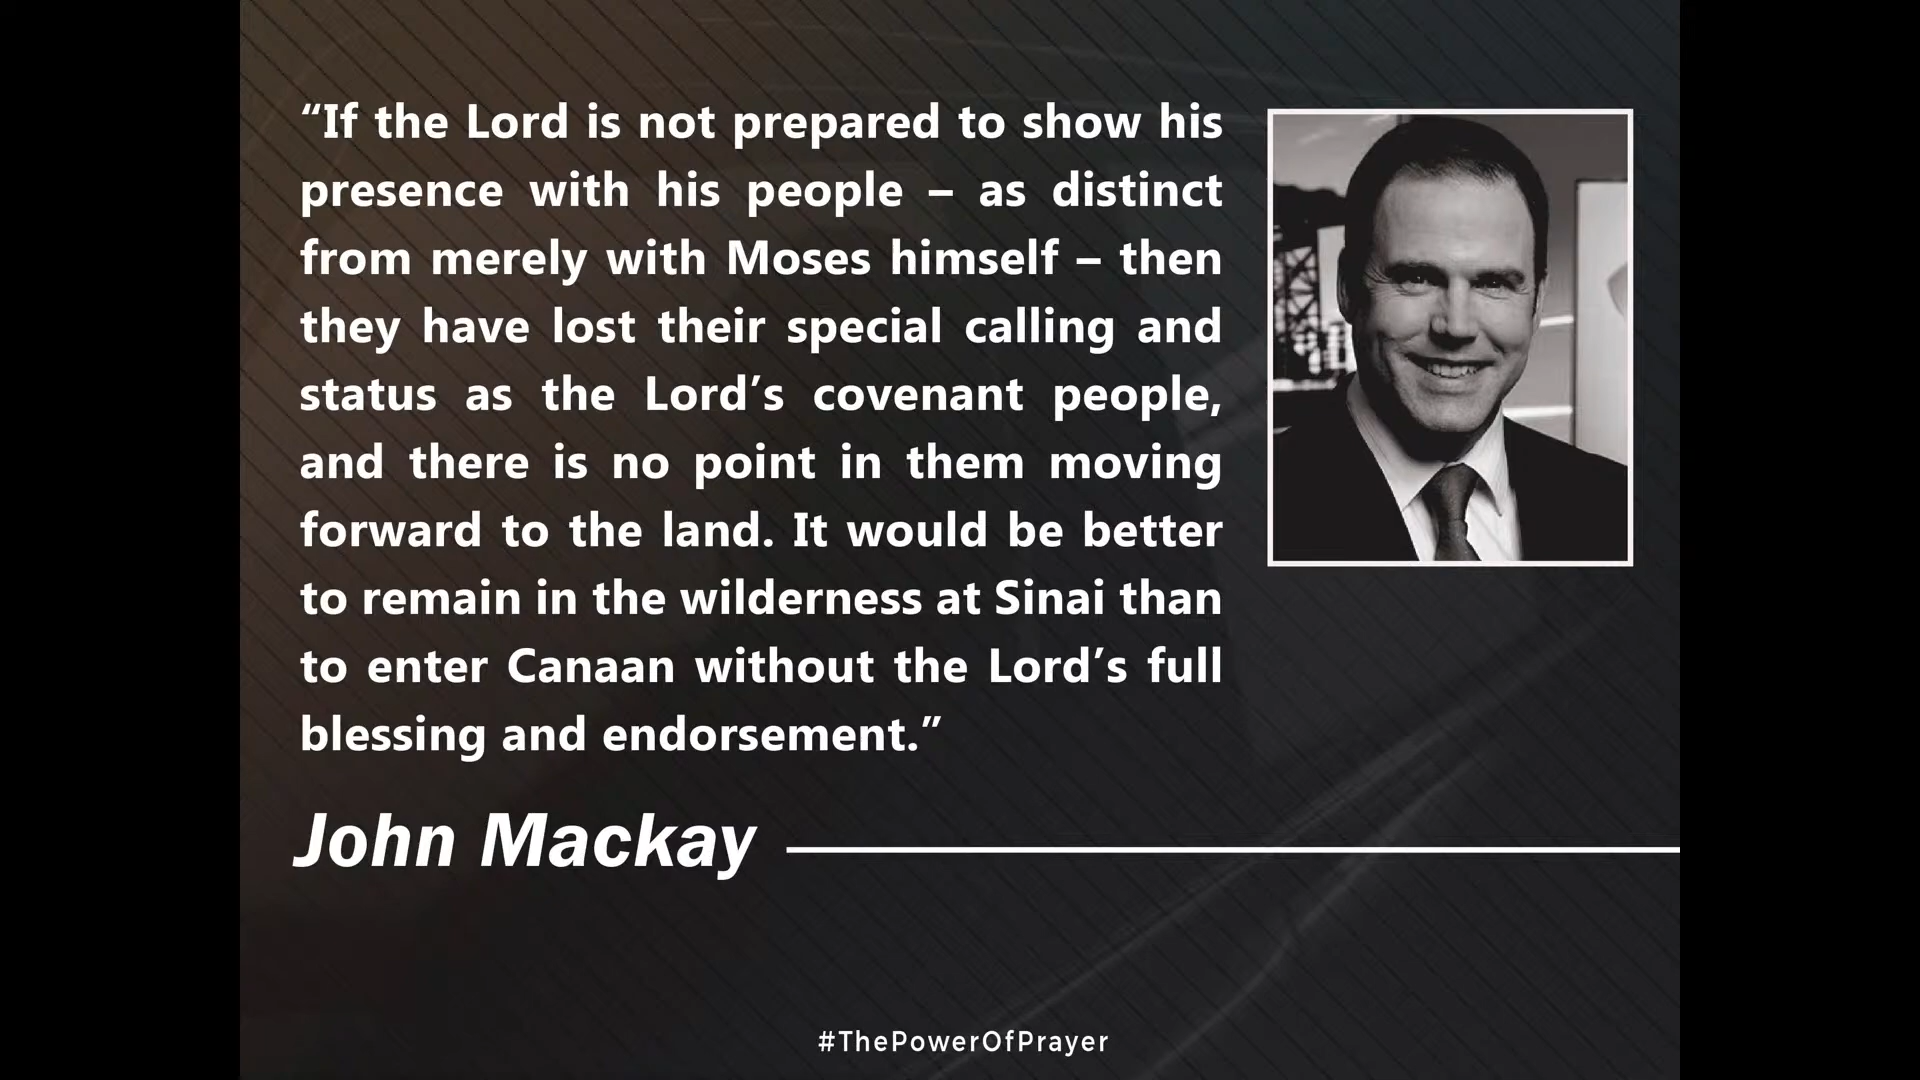 “If the Lord is not prepared to show his
presence with his people – as distinct
from merely with Moses himself – then
they have lost their special calling and
status as the Lord’s covenant people,
and there is no point in them moving
forward to the land. It would be better
to remain in the wilderness at Sinai than
to enter Canaan without the Lord’s full
blessing and endorsement.”
John Mackay
#ThePowerOfPrayer